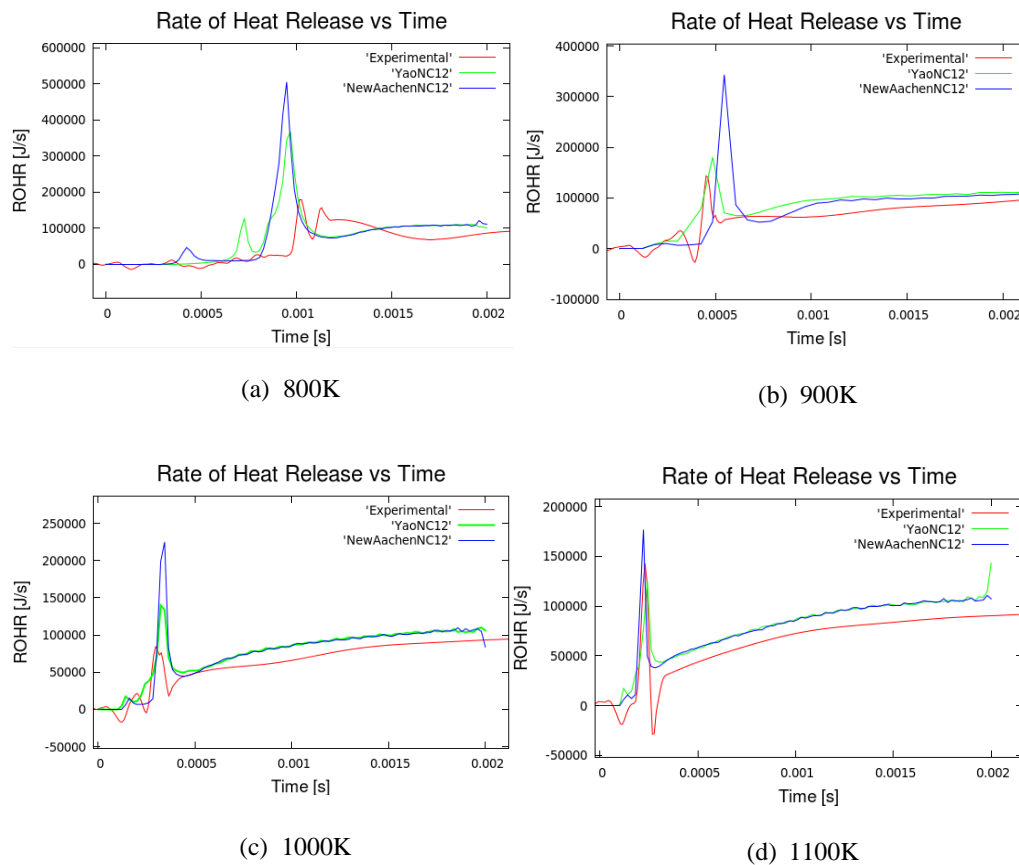 Rate of Heat Release vs Time
600000
500000
400000
300000
200000
100000
0
ROHR [J/s]
'Experimental'
'YaoNC12'
'NewAachenNC12'
0
0.0005
0.001
0.0015
0.002
Time [s]
(a) 800K
Rate of Heat Release vs Time
400000
300000
200000
100000
0
-100000
ROHR [J/s]
'Experimental'
'YaoNC12'
'NewAachenNC12'
0
0.0005
0.001
0.0015
0.002
Time [s]
(b) 900K
Rate of Heat Release vs Time
250000
200000
150000
100000
50000
0
-50000
ROHR [J/s]
'Experimental'
'YaoNC12'
'NewAachenNC12'
0
0.0005
0.001
0.0015
0.002
Time [s]
(c) 1000K
Rate of Heat Release vs Time
200000
150000
100000
50000
0
-50000
ROHR [J/s]
'Experimental'
'YaoNC12'
'NewAachenNC12'
0
0.0005
0.001
0.0015
0.002
Time [s]
(d) 1100K